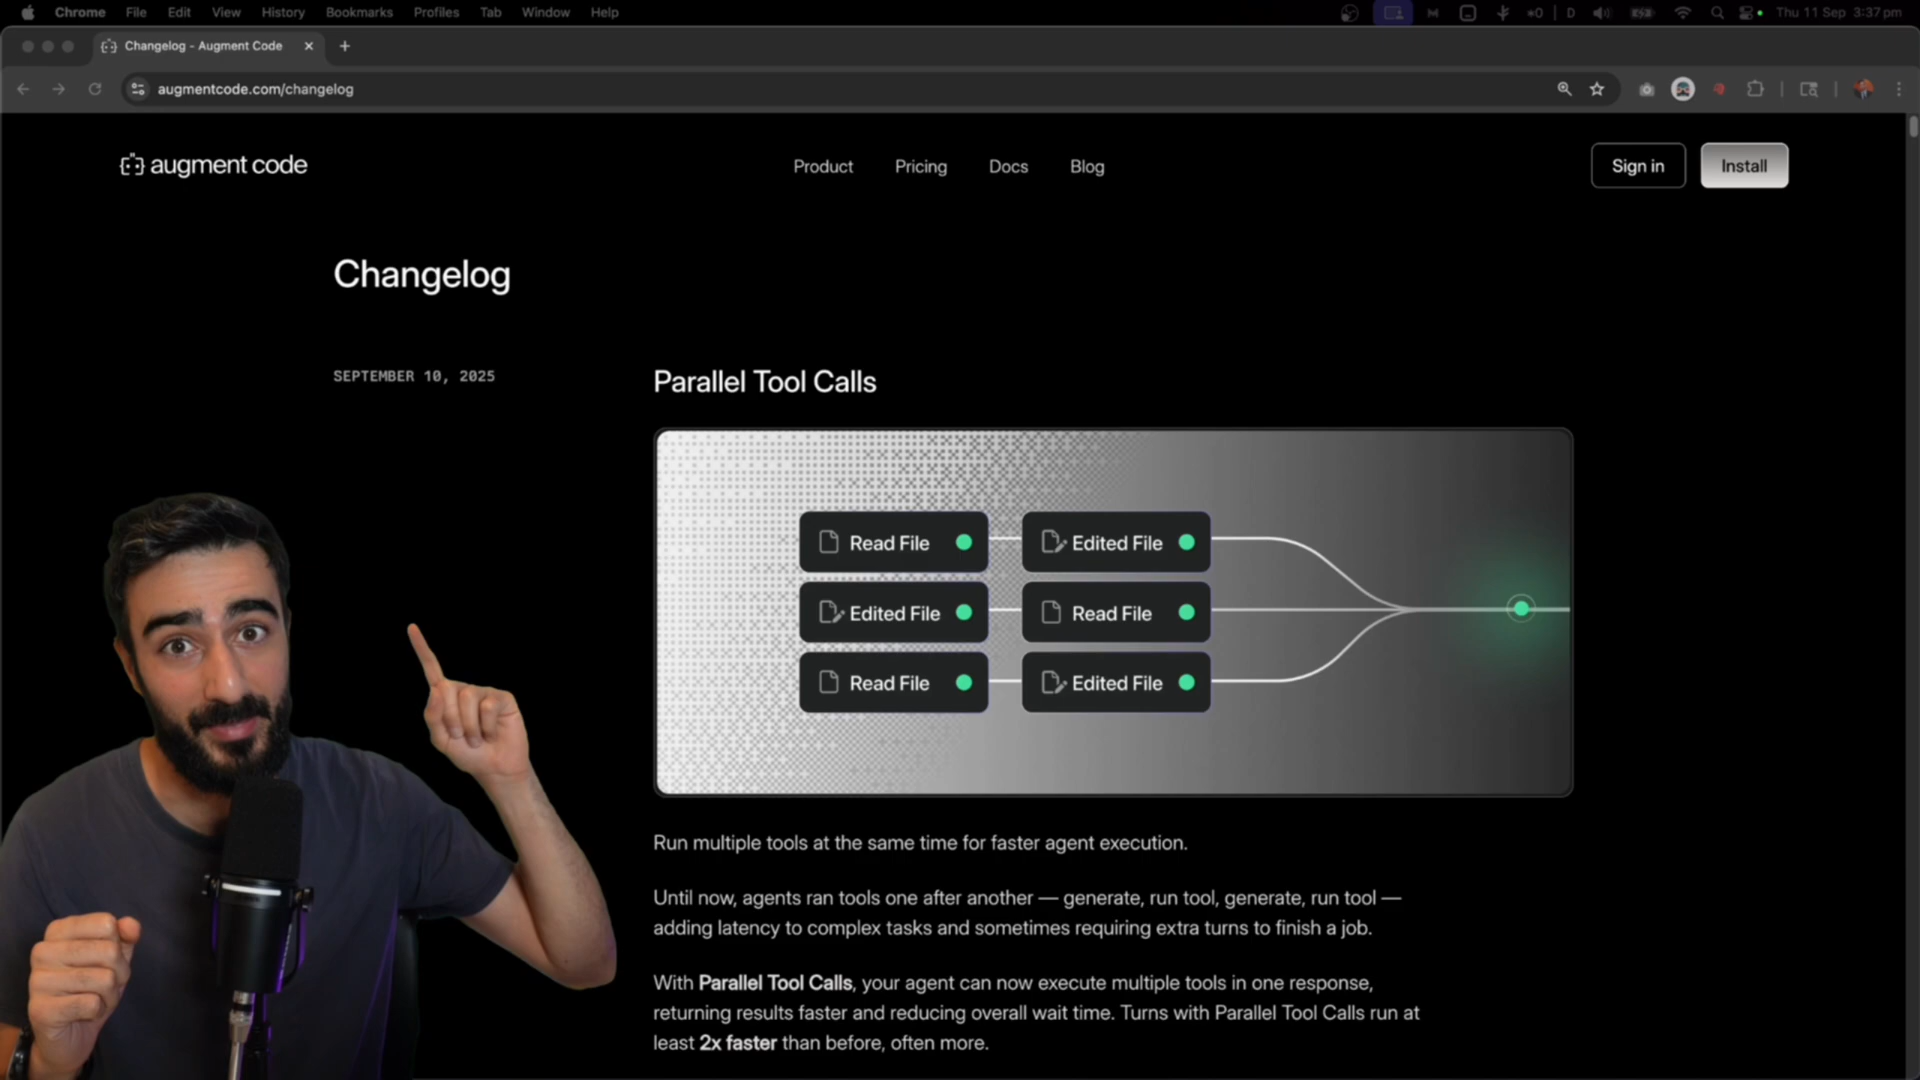 Chrome File Edit View History Bookmarks Profiles Tab Window Help
Thu 11 Sep 3:37 pm
Changelog - Augment Code
augmentcode.com/changelog
augment code
Product Pricing Docs Blog
Sign in Install
Changelog
SEPTEMBER 10, 2025
Parallel Tool Calls
Read File Edited File
Edited File Read File
Read File Edited File
Run multiple tools at the same time for faster agent execution.
Until now, agents ran tools one after another — generate, run tool, generate, run tool —
adding latency to complex tasks and sometimes requiring extra turns to finish a job.
With Parallel Tool Calls, your agent can now execute multiple tools in one response,
returning results faster and reducing overall wait time. Turns with Parallel Tool Calls run at
least 2x faster than before, often more.